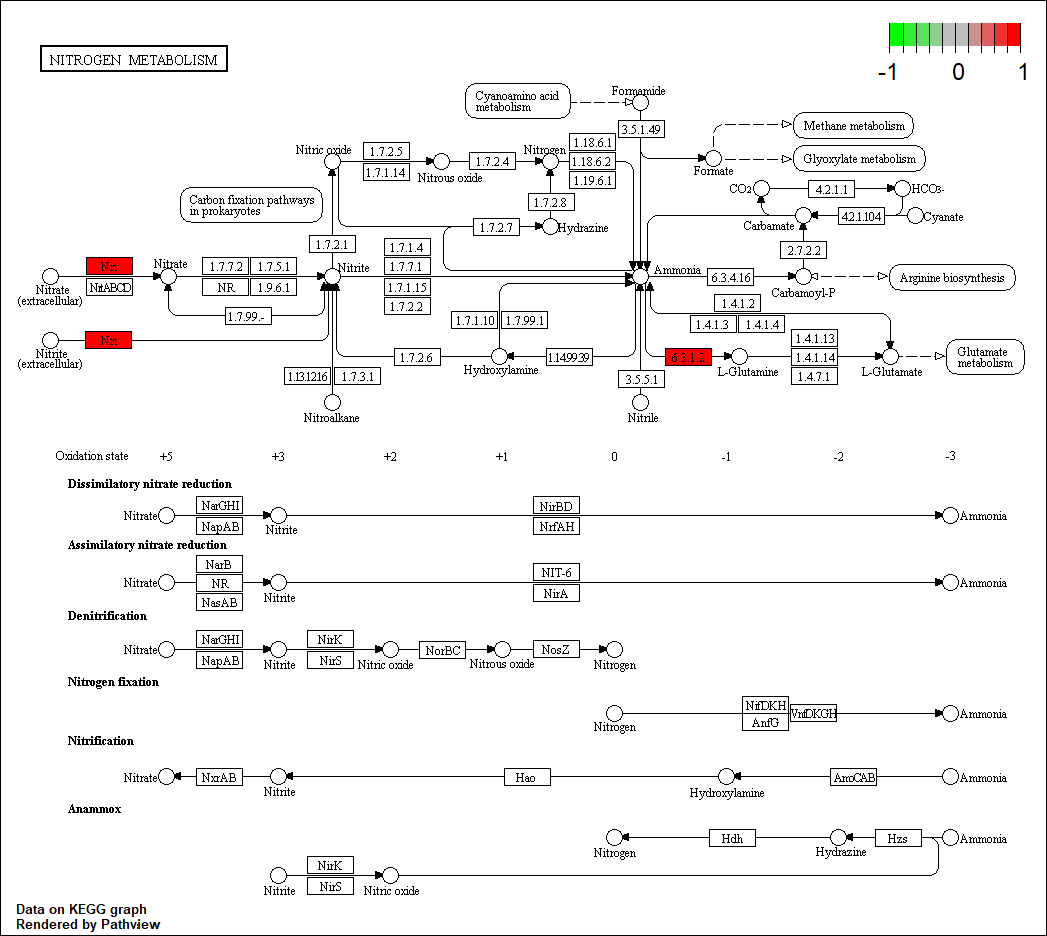 NITROGEN METABOLISM
-1 0 1
Cyanoamino acid
metabolism
Formamide
3.5.1.49
Methane metabolism
Glyoxylate metabolism
Formate
Nitric oxide
1.7.2.5
1.7.1.14
Nitrous oxide
1.7.2.4
Nitrogen
1.18.6.1
1.18.6.2
1.19.6.1
CO2
4.2.1.1
HCO3-
Carbon fixation pathways
in prokaryotes
1.7.2.8
1.7.2.7
Hydrazine
Carbamate
4.2.1.104
Cyanate
1.7.2.1
1.7.1.4
1.7.7.1
1.7.1.15
1.7.2.2
2.7.2.2
Nrt
NrtABCD
Nitrate
(extracellular)
Nitrate
1.7.7.2
1.7.5.1
NR
1.9.6.1
Nitrite
Ammonia
6.3.4.16
Carbamoyl-P
Arginine biosynthesis
1.7.99.-
1.4.1.2
1.4.1.3
1.4.1.4
Nrt
Nitrite
(extracellular)
1.7.1.10
1.7.99.1
1.7.2.6
Hydroxylamine
1.14.99.39
6.3.1.2
L-Glutamine
1.4.1.13
1.4.1.14
1.4.7.1
L-Glutamate
Glutamate
metabolism
1.13.12.16
1.7.3.1
3.5.5.1
Nitroalkane
Nitrile
Oxidation state +5 +3 +2 +1 0 -1 -2 -3
Dissimilatory nitrate reduction
Nitrate
NarGHI
NapAB
Nitrite
NirBD
NrfAH
Ammonia
Assimilatory nitrate reduction
Nitrate
NarB
NR
NasAB
Nitrite
NIT-6
NirA
Ammonia
Denitrification
Nitrate
NarGHI
NapAB
Nitrite
NirK
NirS
Nitric oxide
NorBC
Nitrous oxide
NosZ
Nitrogen
Nitrogen fixation
Nitrogen
NifDKH
AnfG
VnfDKGH
Ammonia
Nitrification
Nitrate
NxrAB
Nitrite
Hao
Hydroxylamine
AmoCAB
Ammonia
Anammox
Nitrogen
Hdh
Hydrazine
Hzs
Ammonia
Nitrite
NirK
NirS
Nitric oxide
Data on KEGG graph
Rendered by Pathview